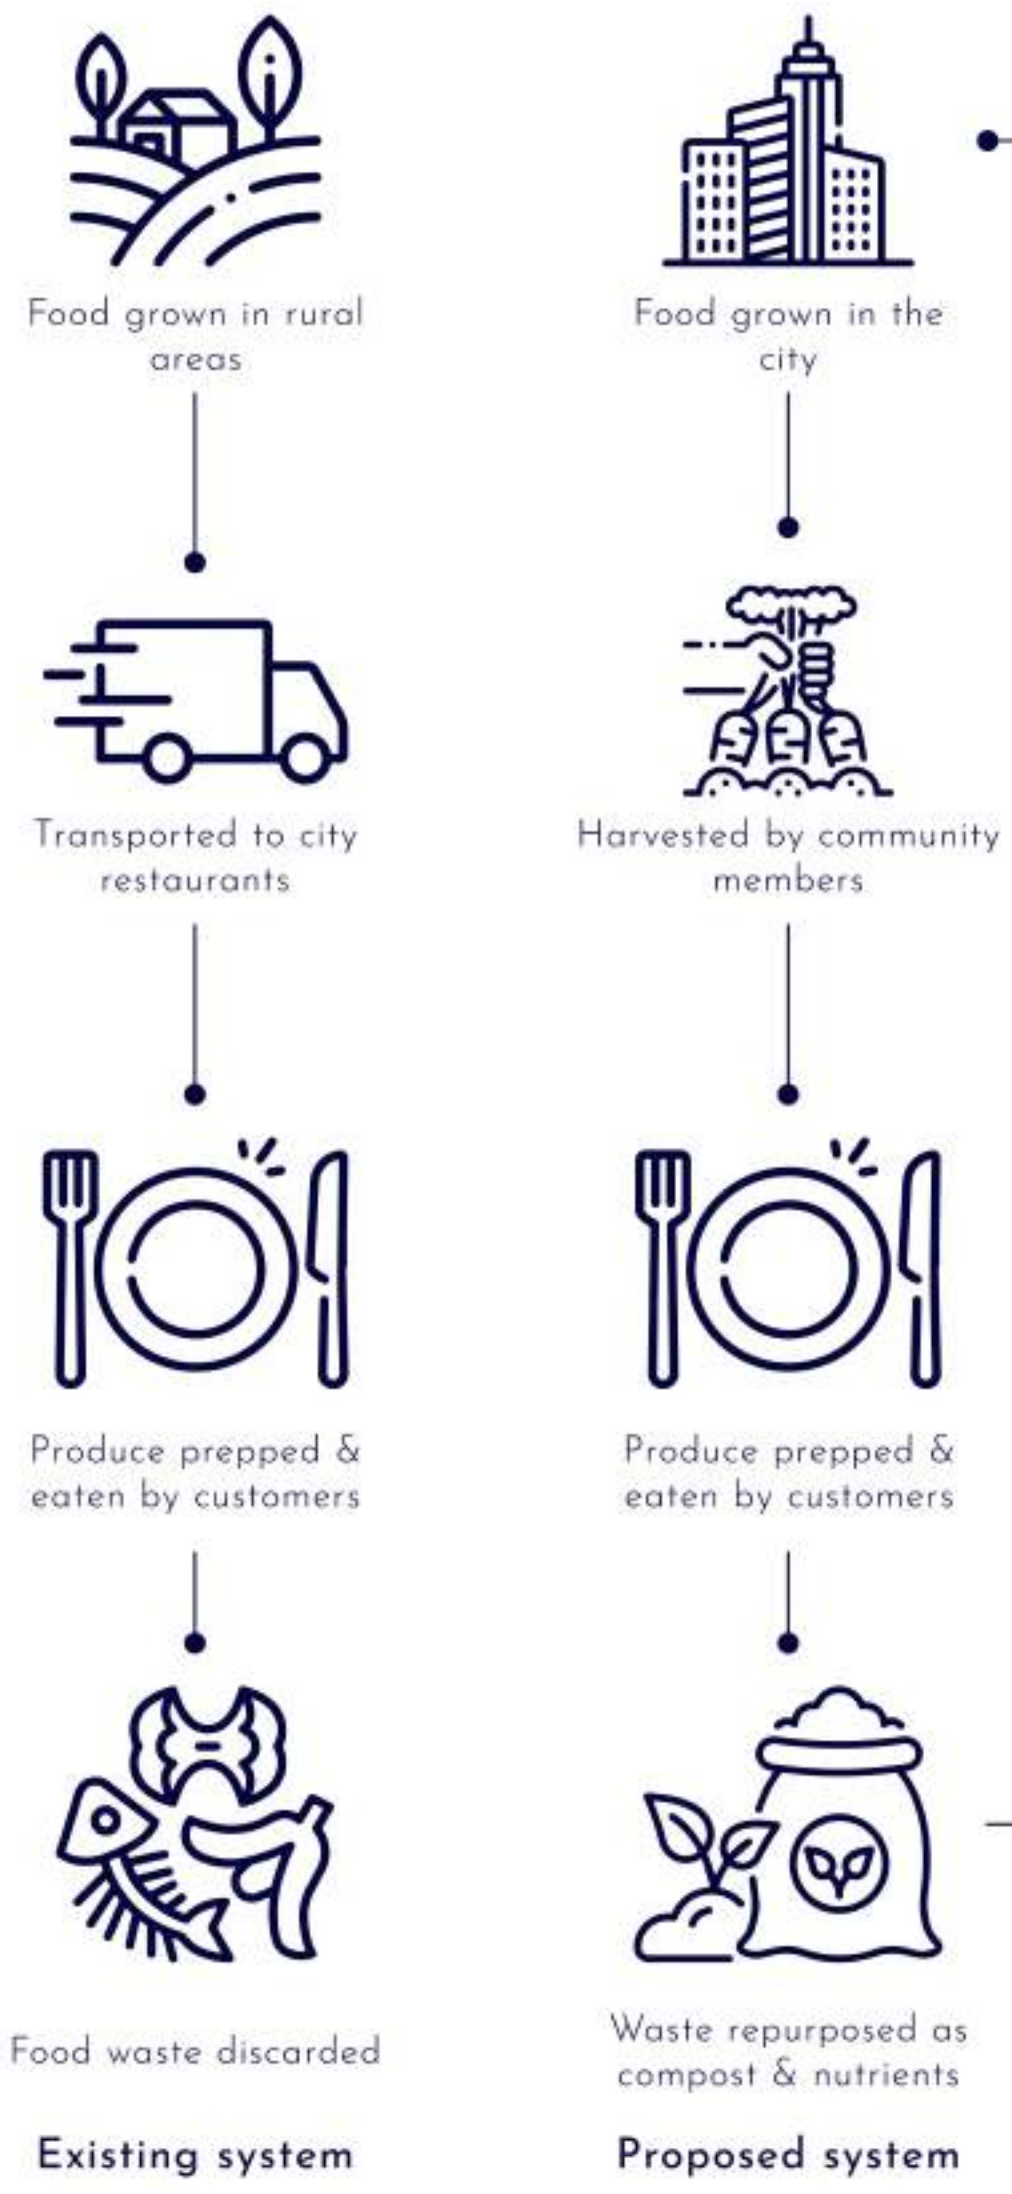 Food grown in rural
areas
Transported to city
restaurants
Produce prepped &
eaten by customers
Food waste discarded
Existing system
Food grown in the
city
Harvested by community
members
Produce prepped &
eaten by customers
Waste repurposed as
compost & nutrients
Proposed system